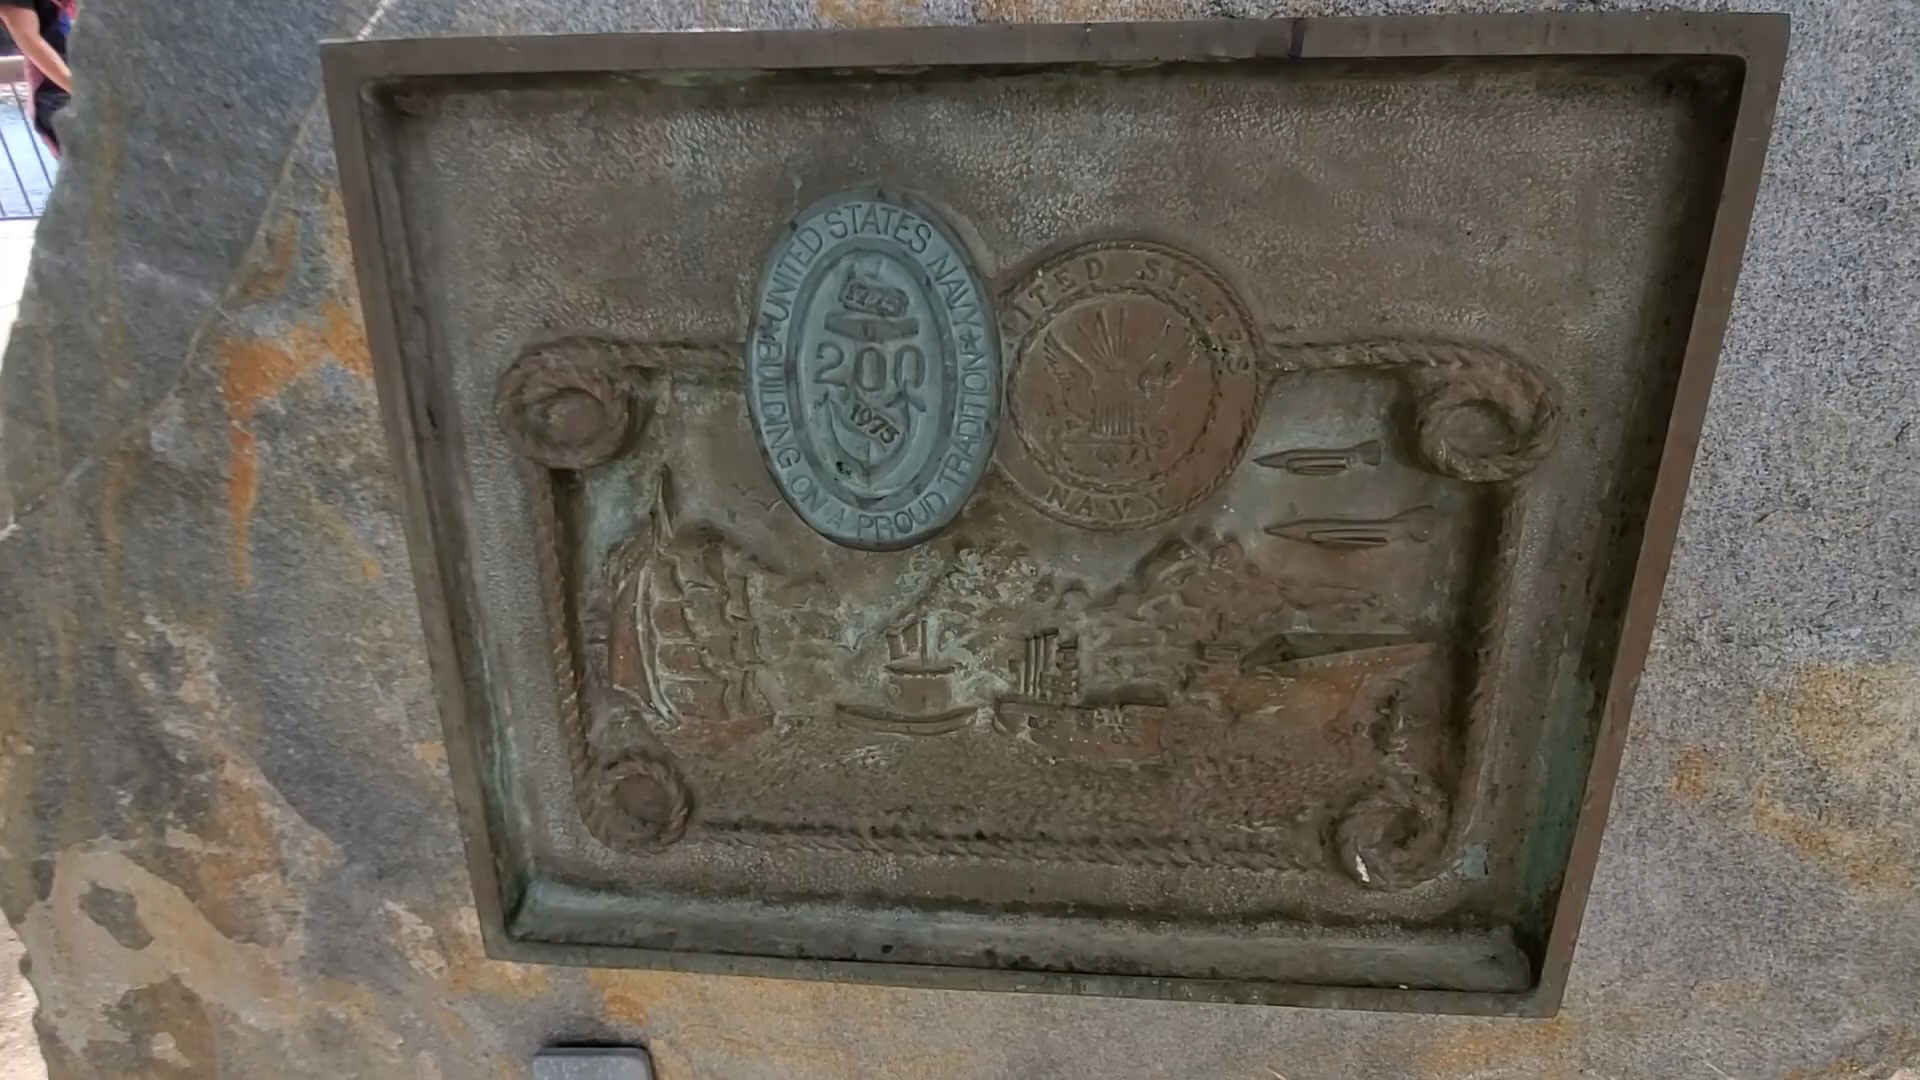 ★ UNITED STATES NAVY ★
BUILDING ON A PROUD TRADITION
1775
200
1975
UNITED STATES
NAVY